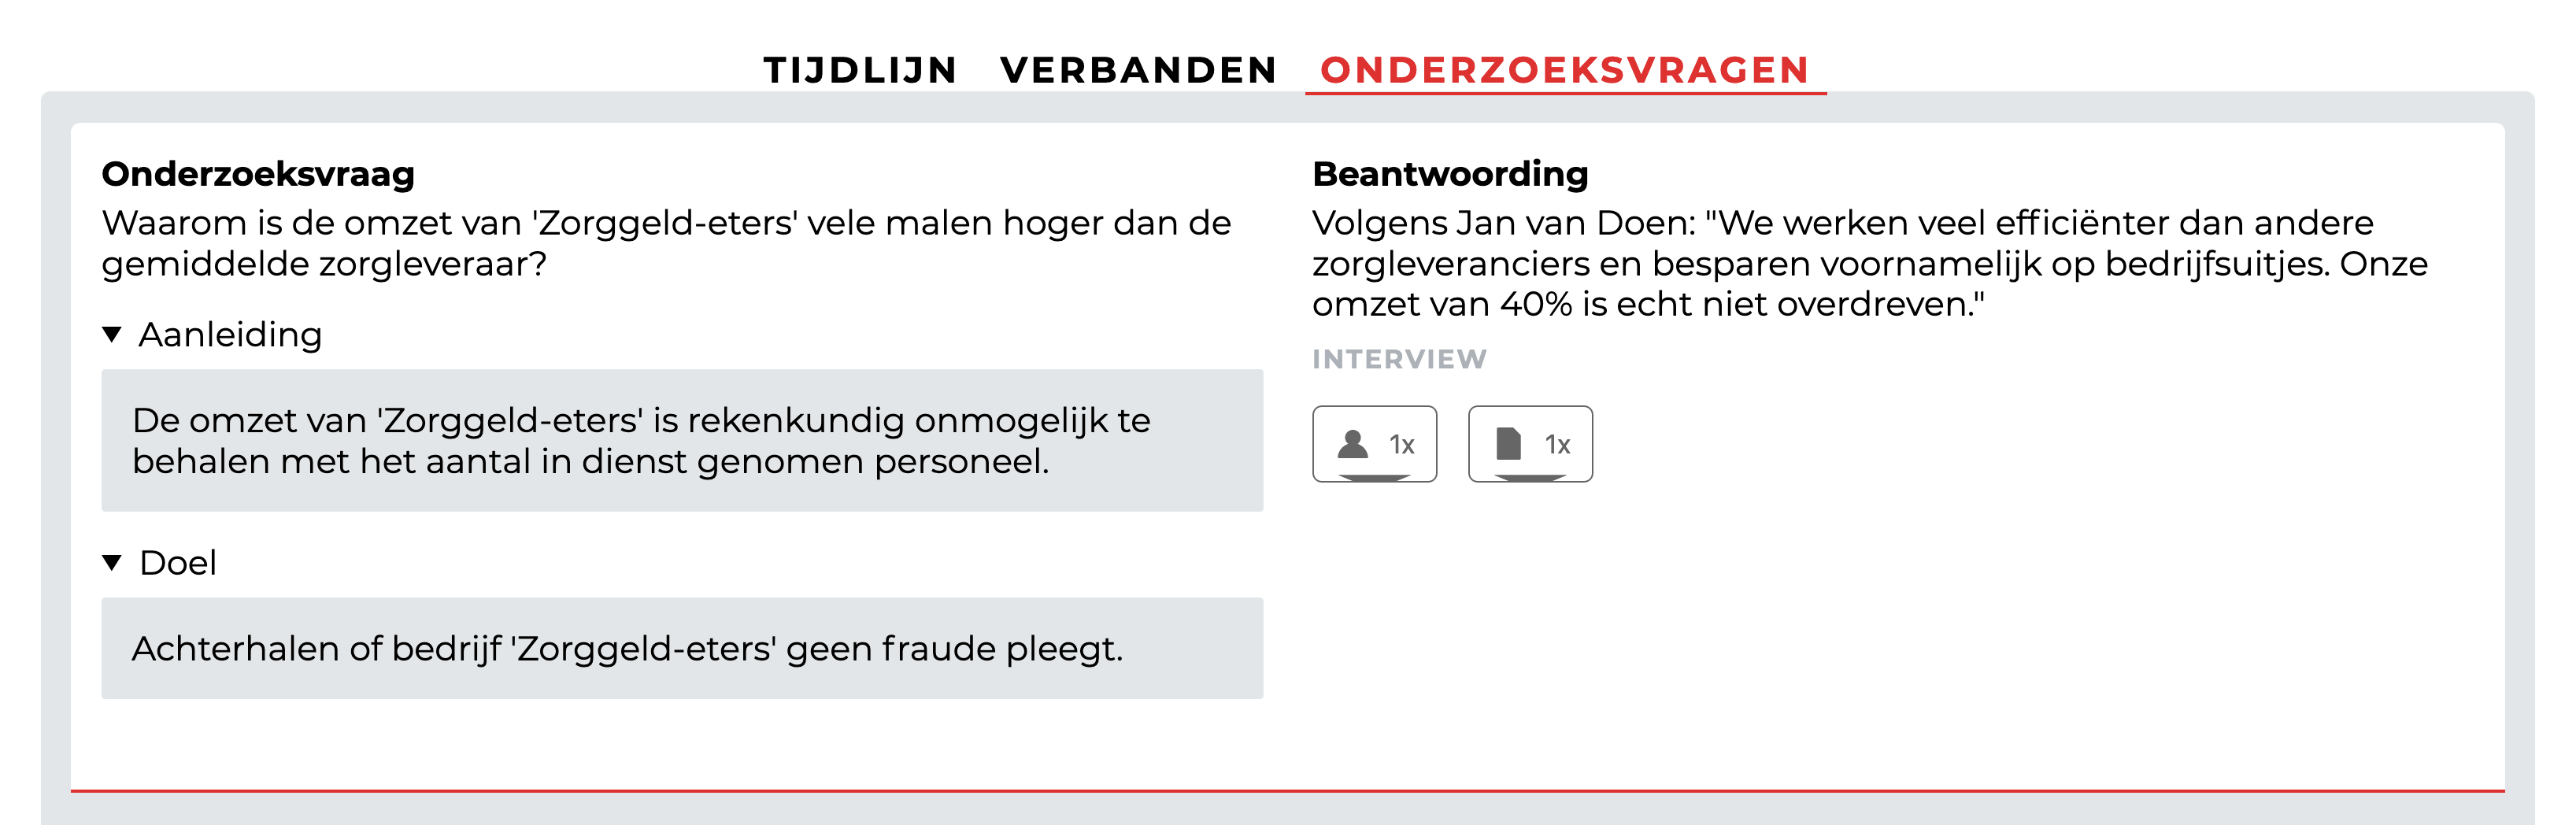 TIJDLIJN VERBANDEN ONDERZOEKSVRAGEN
Onderzoeksvraag
Waarom is de omzet van 'Zorggeld-eters' vele malen hoger dan de
gemiddelde zorgleveraar?
Aanleiding
De omzet van 'Zorggeld-eters' is rekenkundig onmogelijk te
behalen met het aantal in dienst genomen personeel.
Doel
Achterhalen of bedrijf 'Zorggeld-eters' geen fraude pleegt.
Beantwoording
Volgens Jan van Doen: "We werken veel efficiënter dan andere
zorgleveranciers en besparen voornamelijk op bedrijfsuitjes. Onze
omzet van 40% is echt niet overdreven."
INTERVIEW
1x 1x